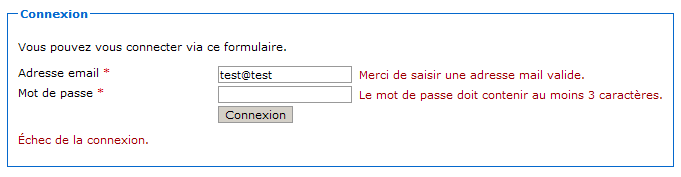 Connexion
Vous pouvez vous connecter via ce formulaire.
Adresse email * test@test Merci de saisir une adresse mail valide.
Mot de passe * Le mot de passe doit contenir au moins 3 caractères.
Connexion
Échec de la connexion.